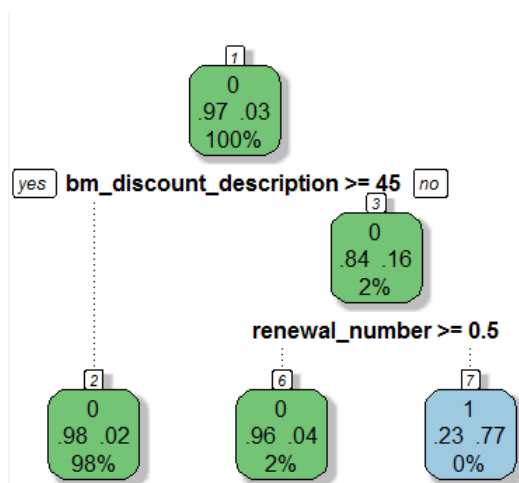 1
0
.97 .03
100%
yes bm_discount_description >= 45 no
3
0
.84 .16
2%
renewal_number >= 0.5
2 6 7
0 0 1
.98 .02 .96 .04 .23 .77
98% 2% 0%